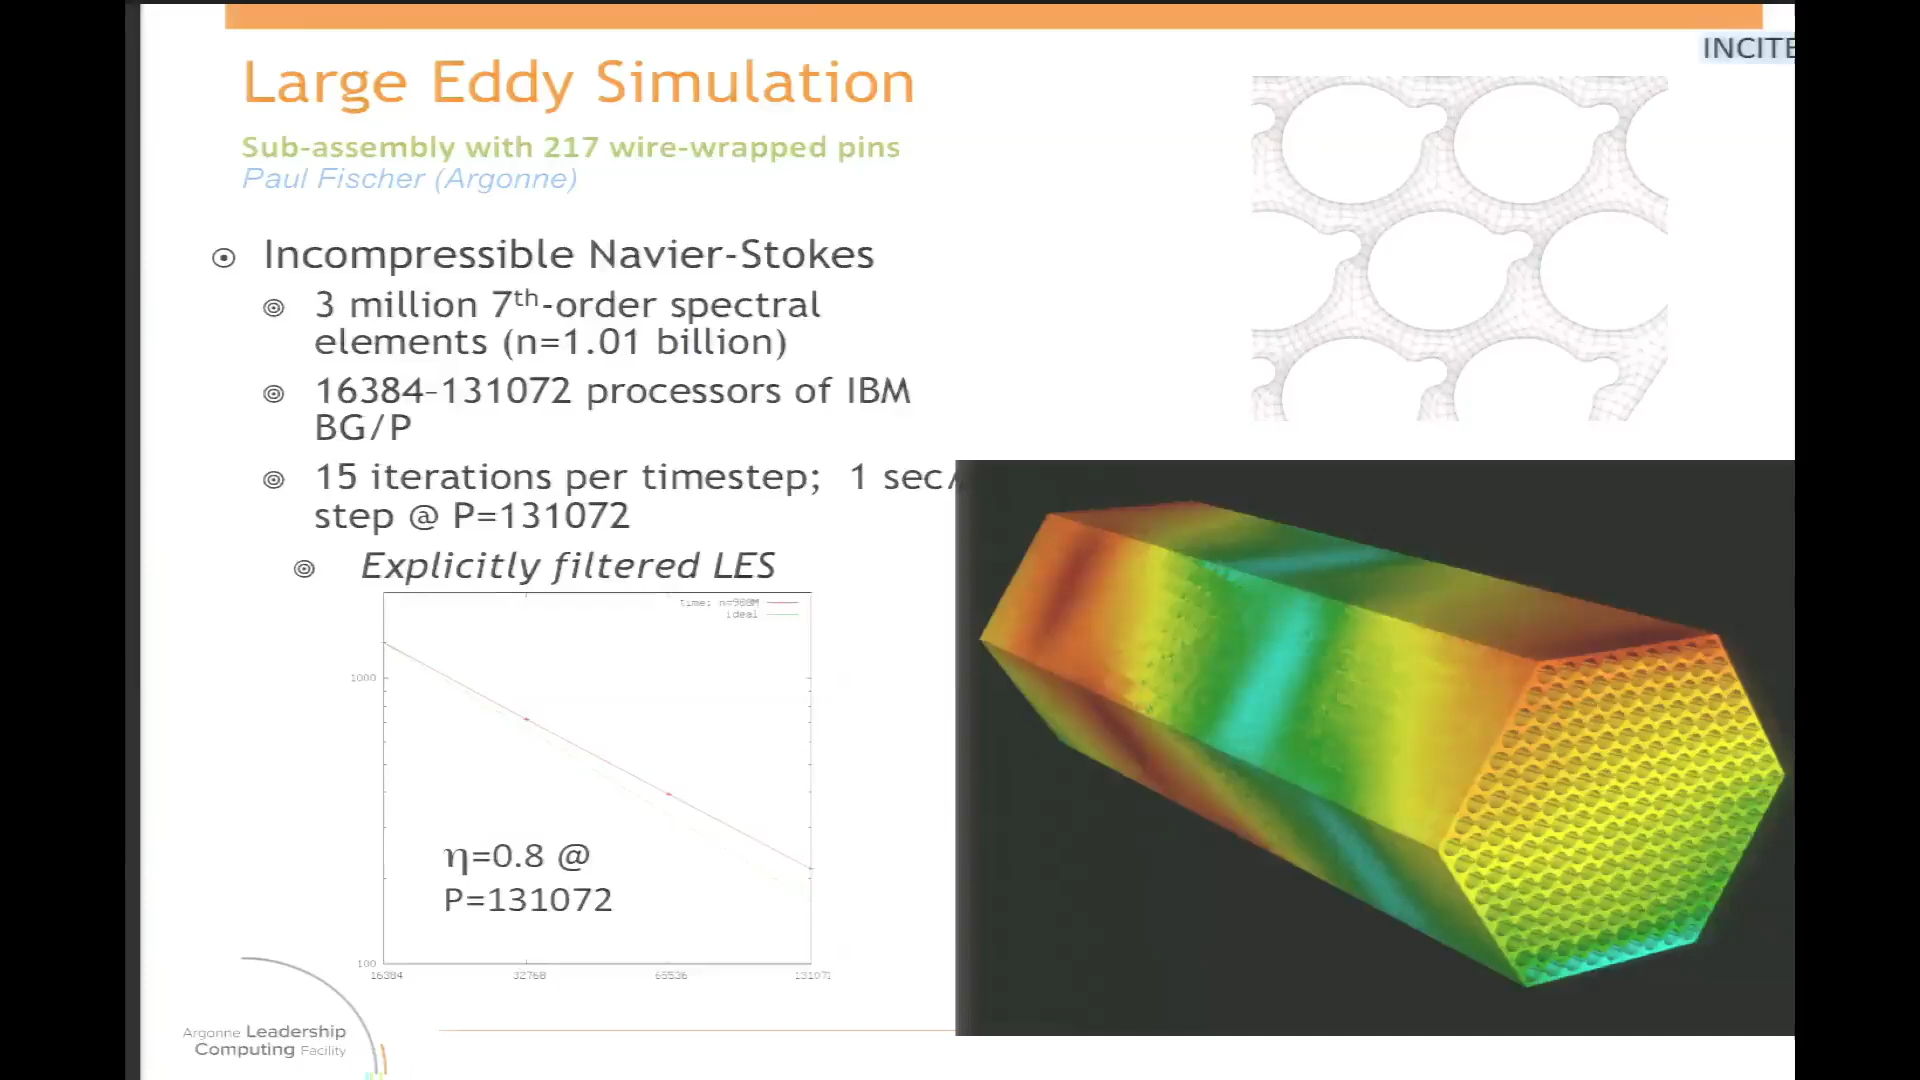 INCITE
Large Eddy Simulation
Sub-assembly with 217 wire-wrapped pins
Paul Fischer (Argonne)
Incompressible Navier-Stokes
3 million 7th-order spectral
elements (n=1.01 billion)
16384-131072 processors of IBM
BG/P
15 iterations per timestep; 1 sec/
step @ P=131072
Explicitly filtered LES
ideal
1000
η=0.8 @
P=131072
100
16384 32768 65536
Argonne Leadership
Computing Facility